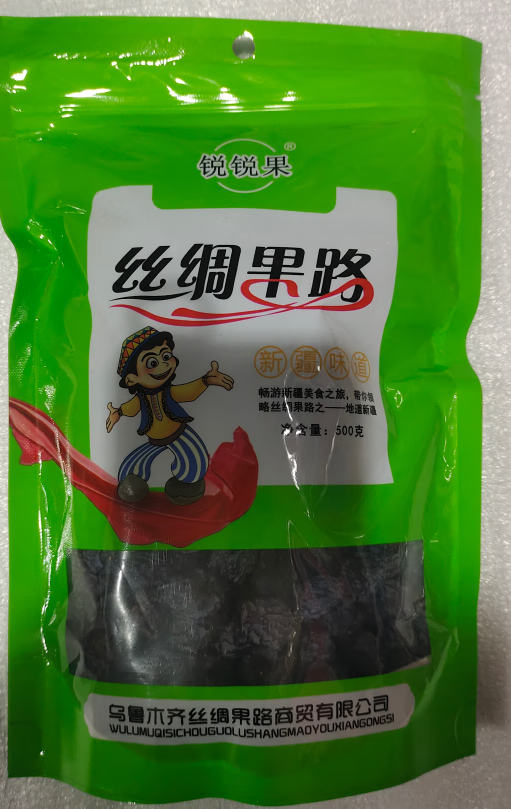 锐锐果®
丝绸果路
新疆味道
畅游新疆美食之旅，带你领
略丝绸果路之——地道新疆
净含量：500克
乌鲁木齐丝绸果路商贸有限公司
WULUMUQISICHOUGUOLUSHANGMAOYOUXIANGONGSI